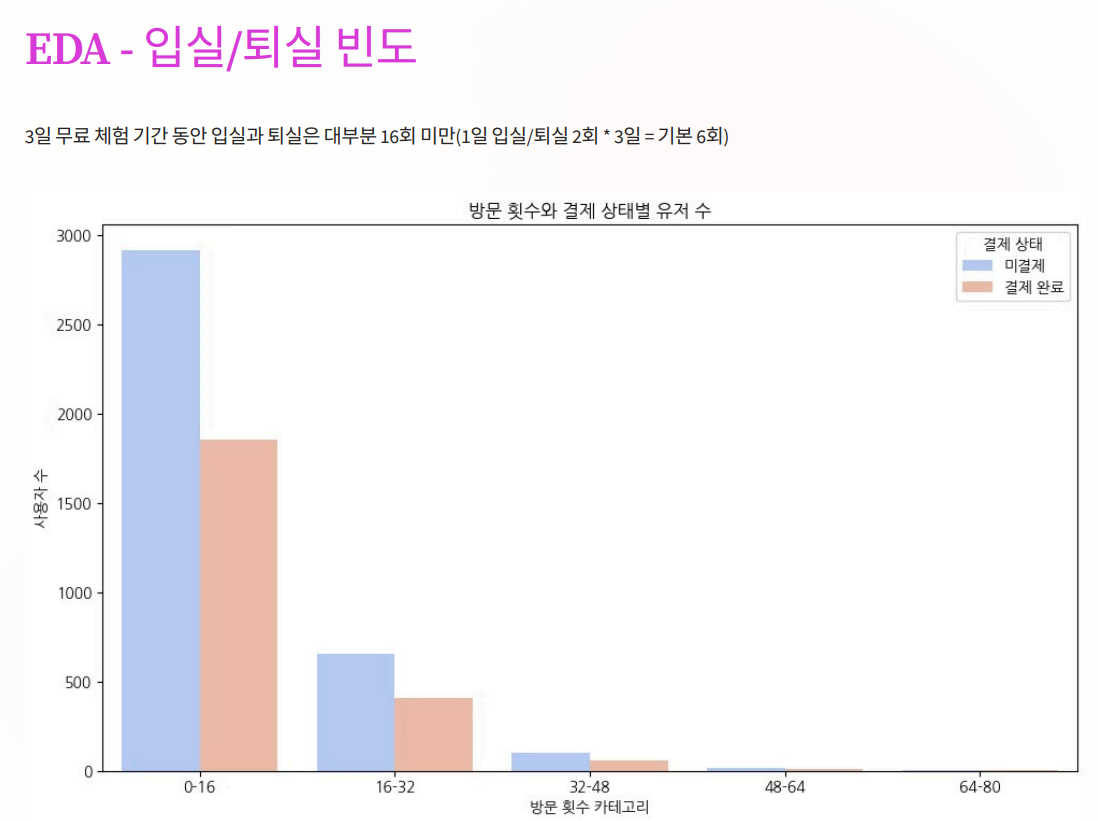 EDA - 입실/퇴실 빈도
3일 무료 체험 기간 동안 입실과 퇴실은 대부분 16회 미만(1일 입실/퇴실 2회 * 3일 = 기본 6회)
방문 횟수와 결제 상태별 유저 수
결제 상태
미결제
결제 완료
3000
2500
2000
1500
1000
500
0
사용자 수
0-16 16-32 32-48 48-64 64-80
방문 횟수 카테고리